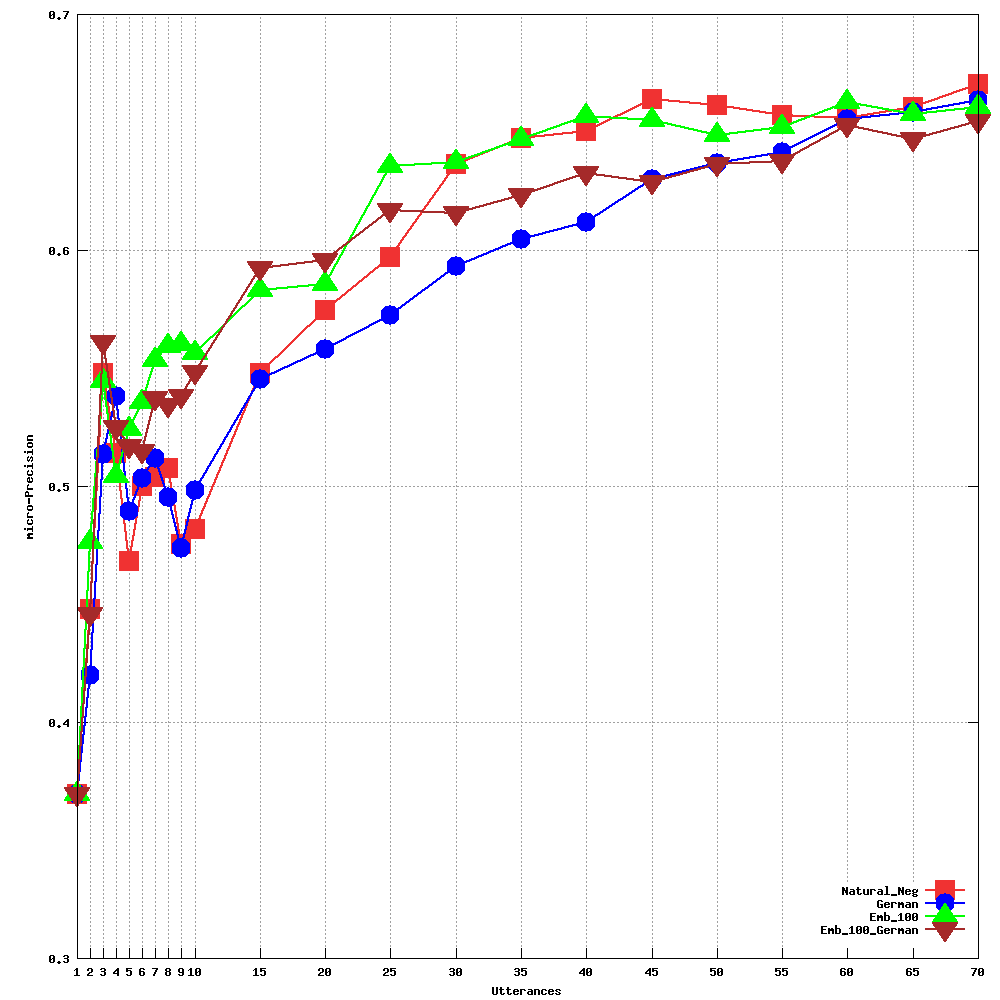 0.7
0.6
0.5
0.4
0.3
micro-Precision
1 2 3 4 5 6 7 8 9 10 15 20 25 30 35 40 45 50 55 60 65 70
Utterances
Natural_Neg
German
Emb_100
Emb_100_German